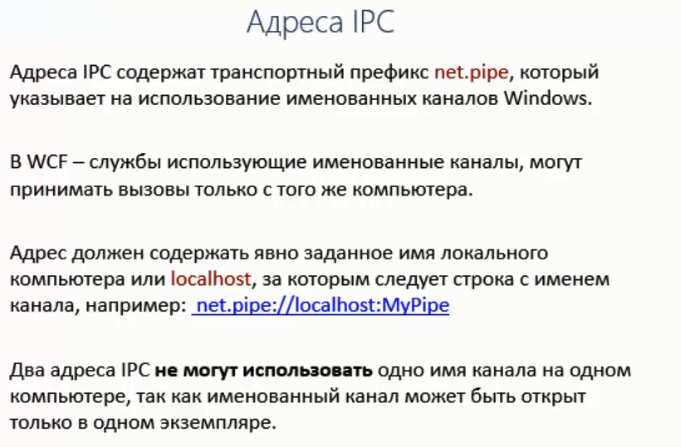 Адреса IPC
Адреса IPC содержат транспортный префикс net.pipe, который
указывает на использование именованных каналов Windows.
В WCF – службы использующие именованные каналы, могут
принимать вызовы только с того же компьютера.
Адрес должен содержать явно заданное имя локального
компьютера или localhost, за которым следует строка с именем
канала, например: net.pipe://localhost:MyPipe
Два адреса IPC не могут использовать одно имя канала на одном
компьютере, так как именованный канал может быть открыт
только в одном экземпляре.